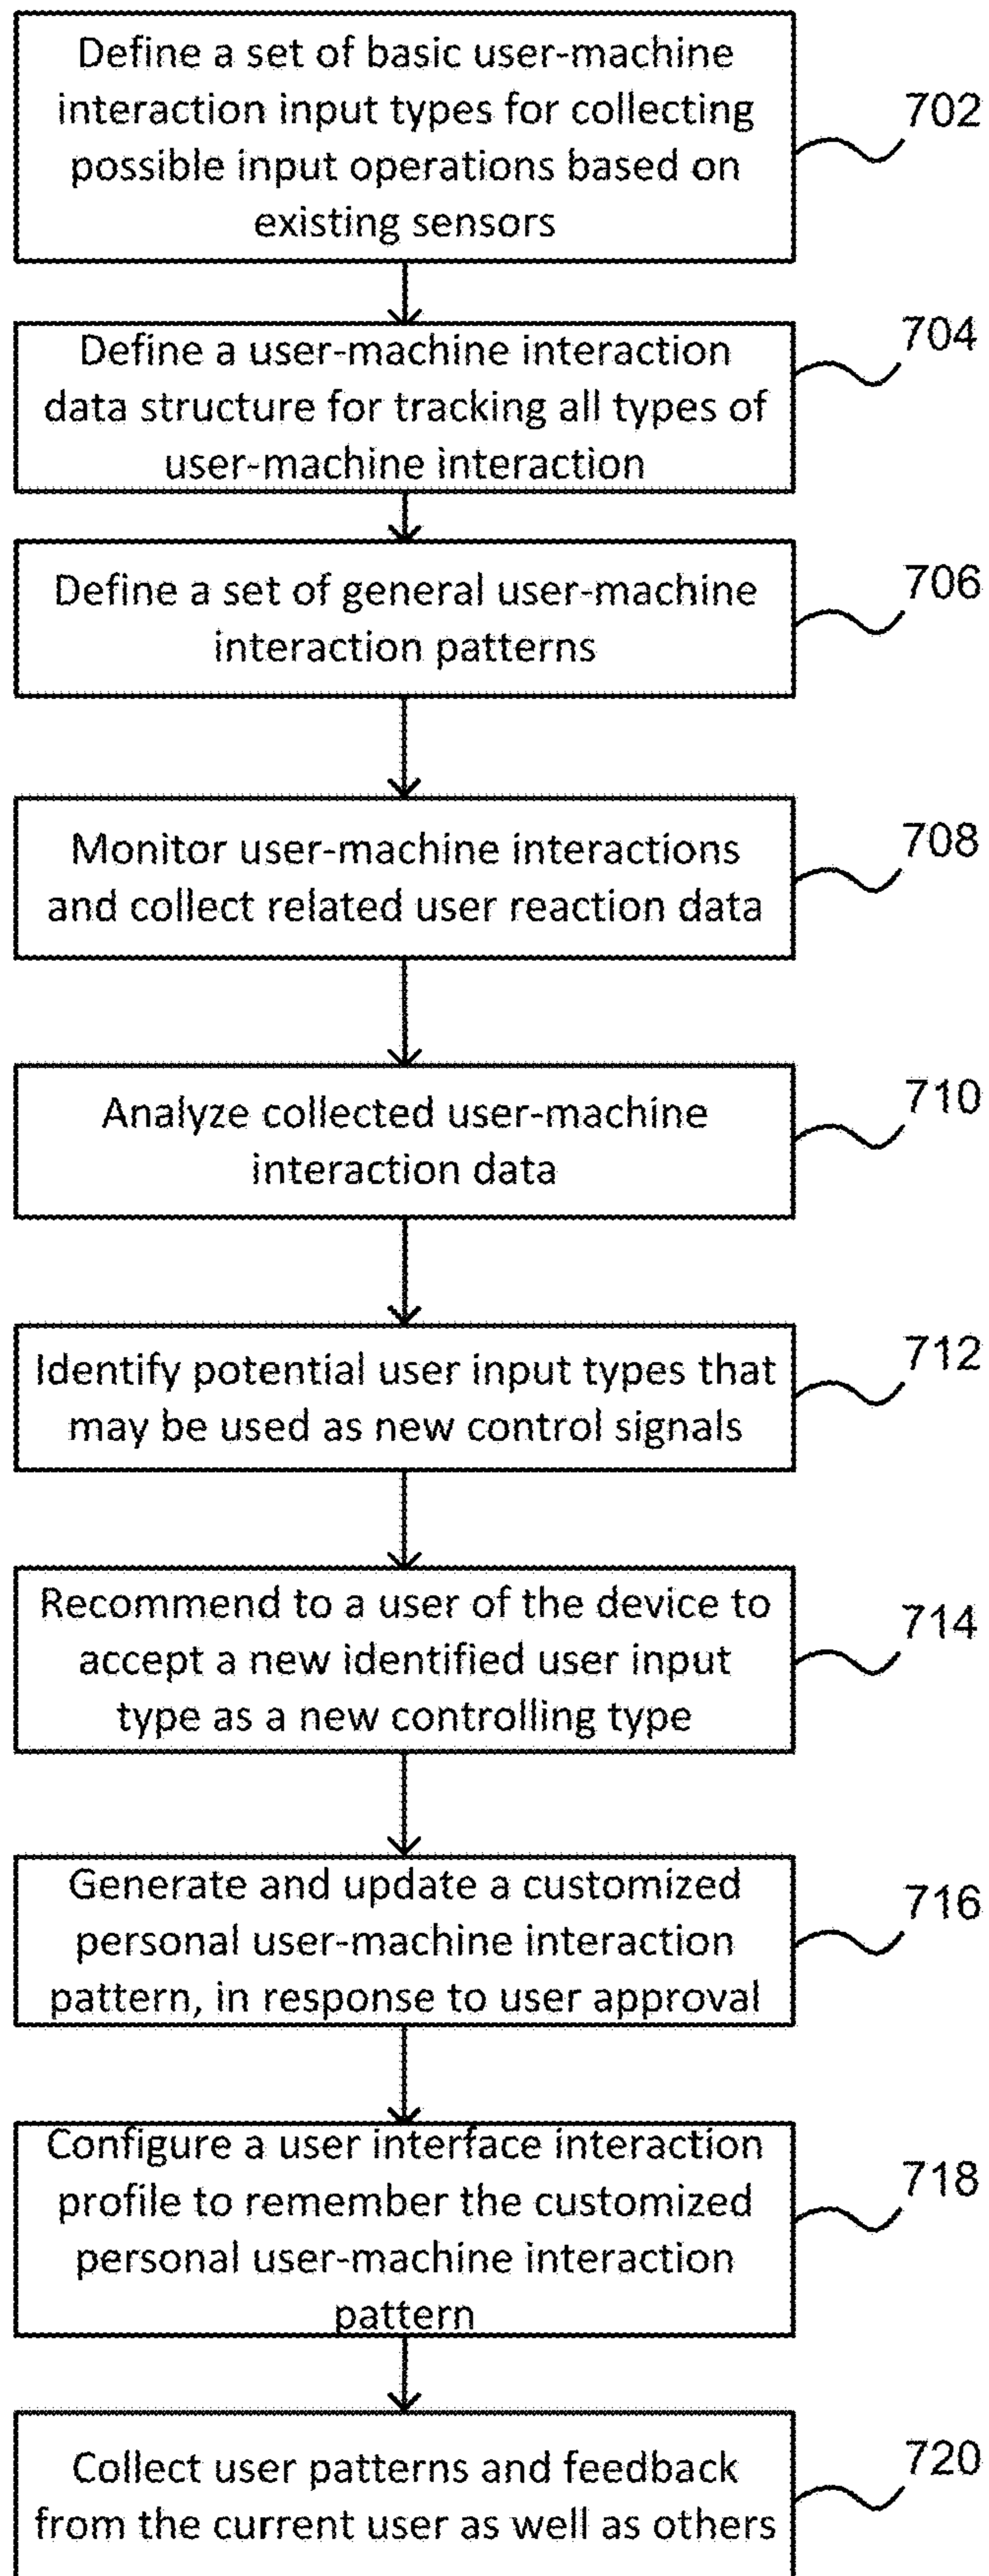 Define a set of basic user-machine
interaction input types for collecting
possible input operations based on
existing sensors
702
Define a user-machine interaction
data structure for tracking all types of
user-machine interaction
704
Define a set of general user-machine
interaction patterns
706
Monitor user-machine interactions
and collect related user reaction data
708
Analyze collected user-machine
interaction data
710
Identify potential user input types that
may be used as new control signals
712
Recommend to a user of the device to
accept a new identified user input
type as a new controlling type
714
Generate and update a customized
personal user-machine interaction
pattern, in response to user approval
716
Configure a user interface interaction
profile to remember the customized
personal user-machine interaction
pattern
718
Collect user patterns and feedback
from the current user as well as others
720